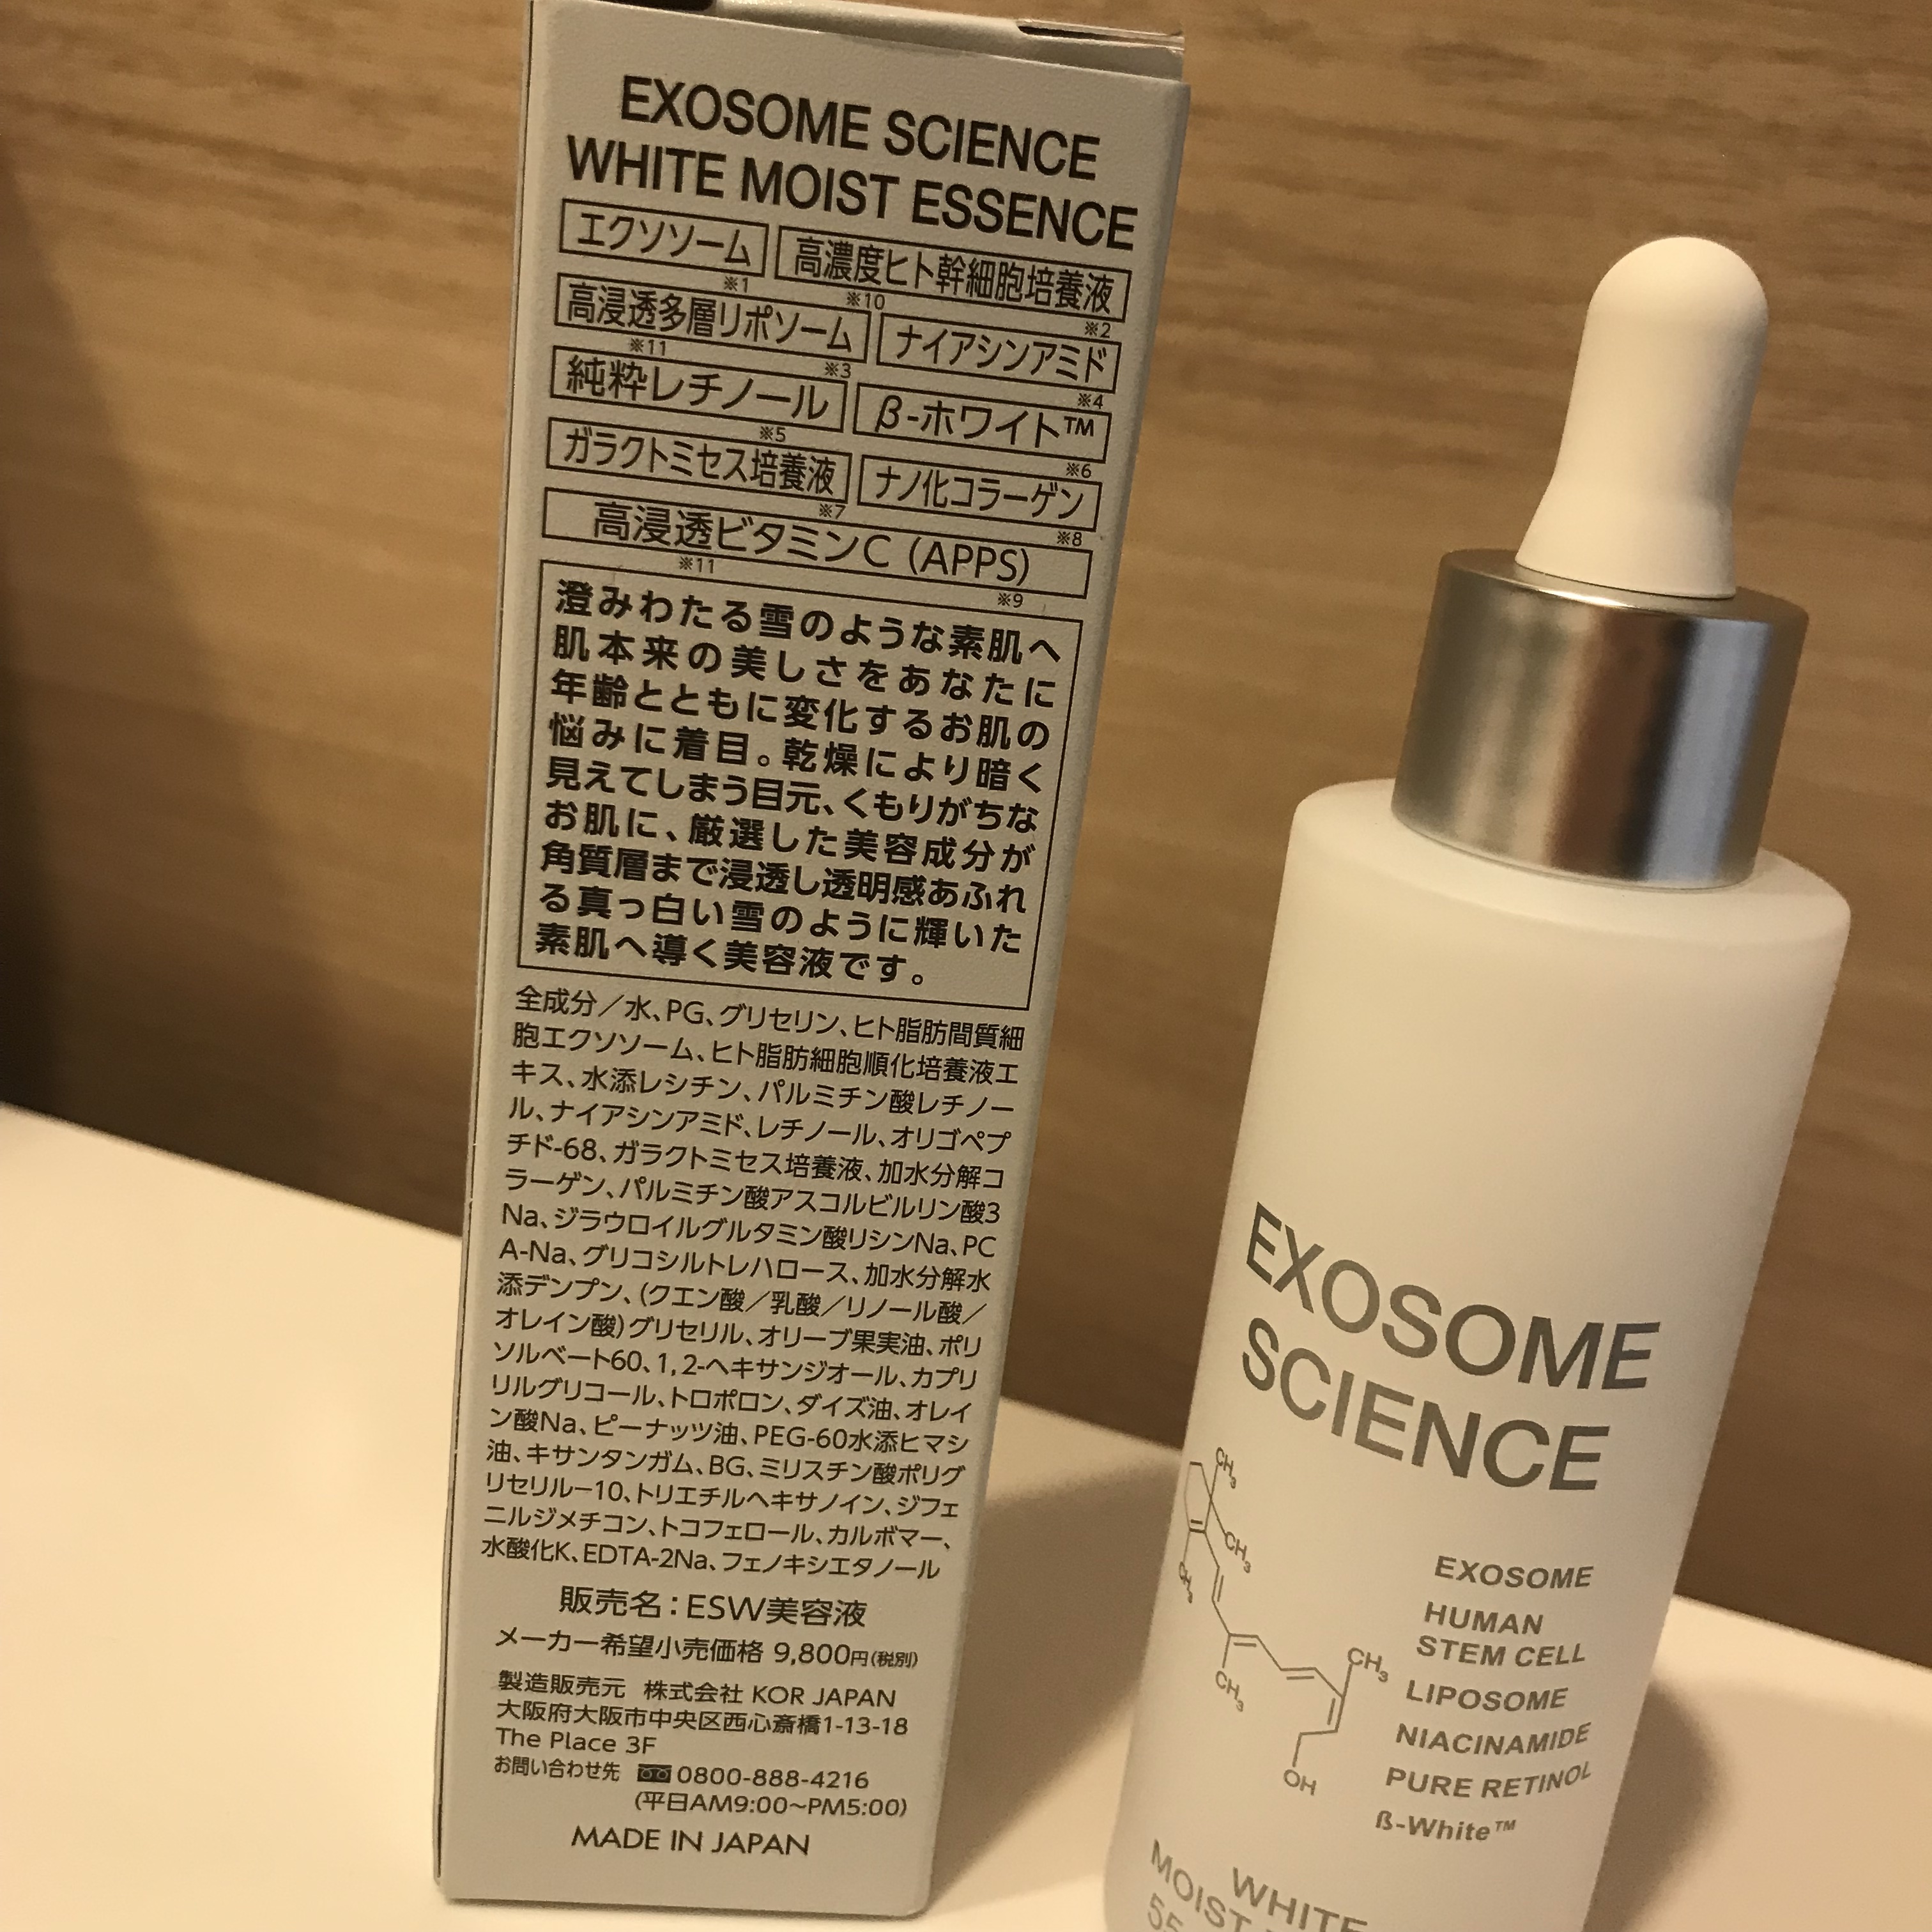 EXOSOME SCIENCE
WHITE MOIST ESSENCE
エクソソーム 高濃度ヒト幹細胞培養液
※1 ※10 ※2
高浸透多層リポソーム ナイアシンアミド
※11 ※3 ※4
純粋レチノール β-ホワイト™
※5 ※6
ガラクトミセス培養液 ナノ化コラーゲン
※7 ※8
高浸透ビタミンC (APPS)
※11 ※9
澄みわたる雪のような素肌へ
肌本来の美しさをあなたに
年齢とともに変化するお肌の
悩みに着目。乾燥により暗く
見えてしまう目元、くもりがちな
お肌に、厳選した美容成分が
角質層まで浸透し透明感あふれ
る真っ白い雪のように輝いた
素肌へ導く美容液です。
全成分／水、PG、グリセリン、ヒト脂肪間質細
胞エクソソーム、ヒト脂肪細胞順化培養液エ
キス、水添レシチン、パルミチン酸レチノー
ル、ナイアシンアミド、レチノール、オリゴペプ
チド-68、ガラクトミセス培養液、加水分解コ
ラーゲン、パルミチン酸アスコルビルリン酸3
Na、ジラウロイルグルタミン酸リシンNa、PC
A-Na、グリコシルトレハロース、加水分解水
添デンプン、(クエン酸／乳酸／リノール酸／
オレイン酸)グリセリル、オリーブ果実油、ポリ
ソルベート60、1,2-ヘキサンジオール、カプリ
リルグリコール、トロポロン、ダイズ油、オレイ
ン酸Na、ピーナッツ油、PEG-60水添ヒマシ
油、キサンタンガム、BG、ミリスチン酸ポリグ
リセリル-10、トリエチルヘキサノイン、ジフェ
ニルジメチコン、トコフェロール、カルボマー、
水酸化K、EDTA-2Na、フェノキシエタノール
販売名：ESW美容液
メーカー希望小売価格 9,800円(税別)
製造販売元 株式会社 KOR JAPAN
大阪府大阪市中央区西心斎橋1-13-18
The Place 3F
お問い合わせ先 0800-888-4216
(平日AM9:00~PM5:00)
MADE IN JAPAN
EXOSOME
SCIENCE
CH3
CH3
CH3
CH3
CH3
OH
EXOSOME
HUMAN
STEM CELL
LIPOSOME
NIACINAMIDE
PURE RETINOL
ß-White™
WHITE
MOIST